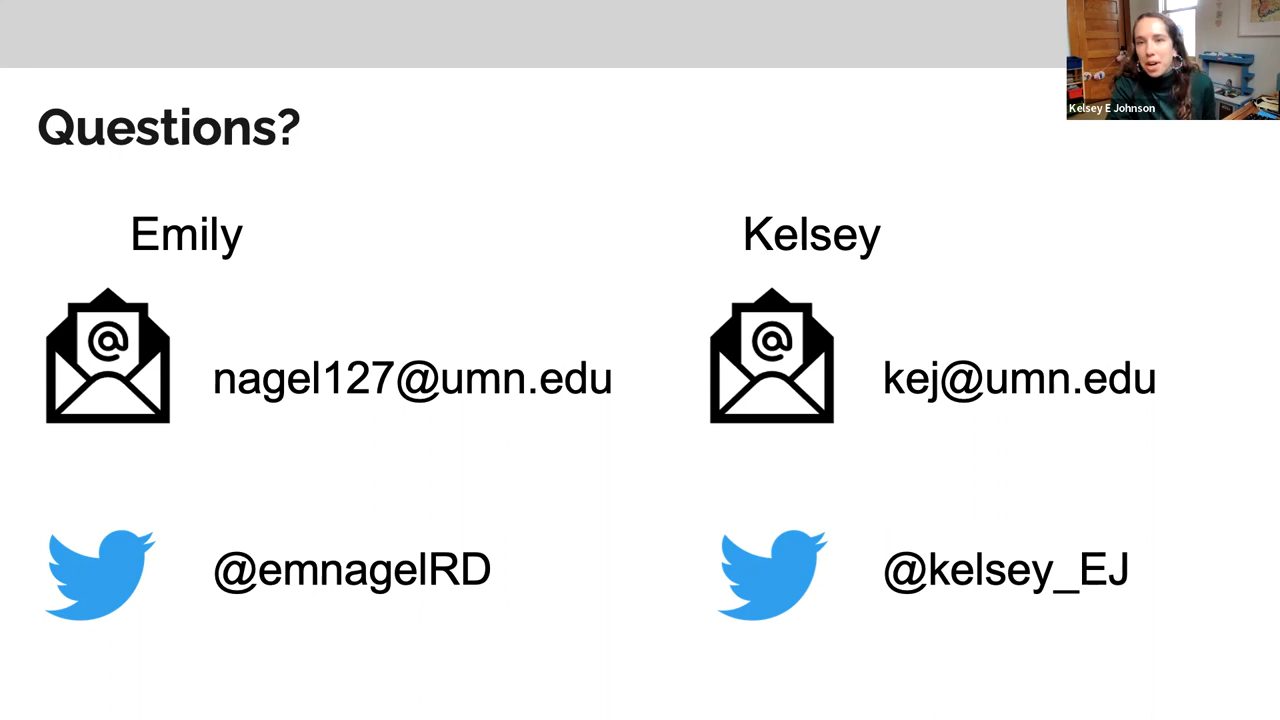 Kelsey E Johnson
Questions?
Emily
Kelsey
@
nagel127@umn.edu
@
kej@umn.edu
@emnagelRD
@kelsey_EJ